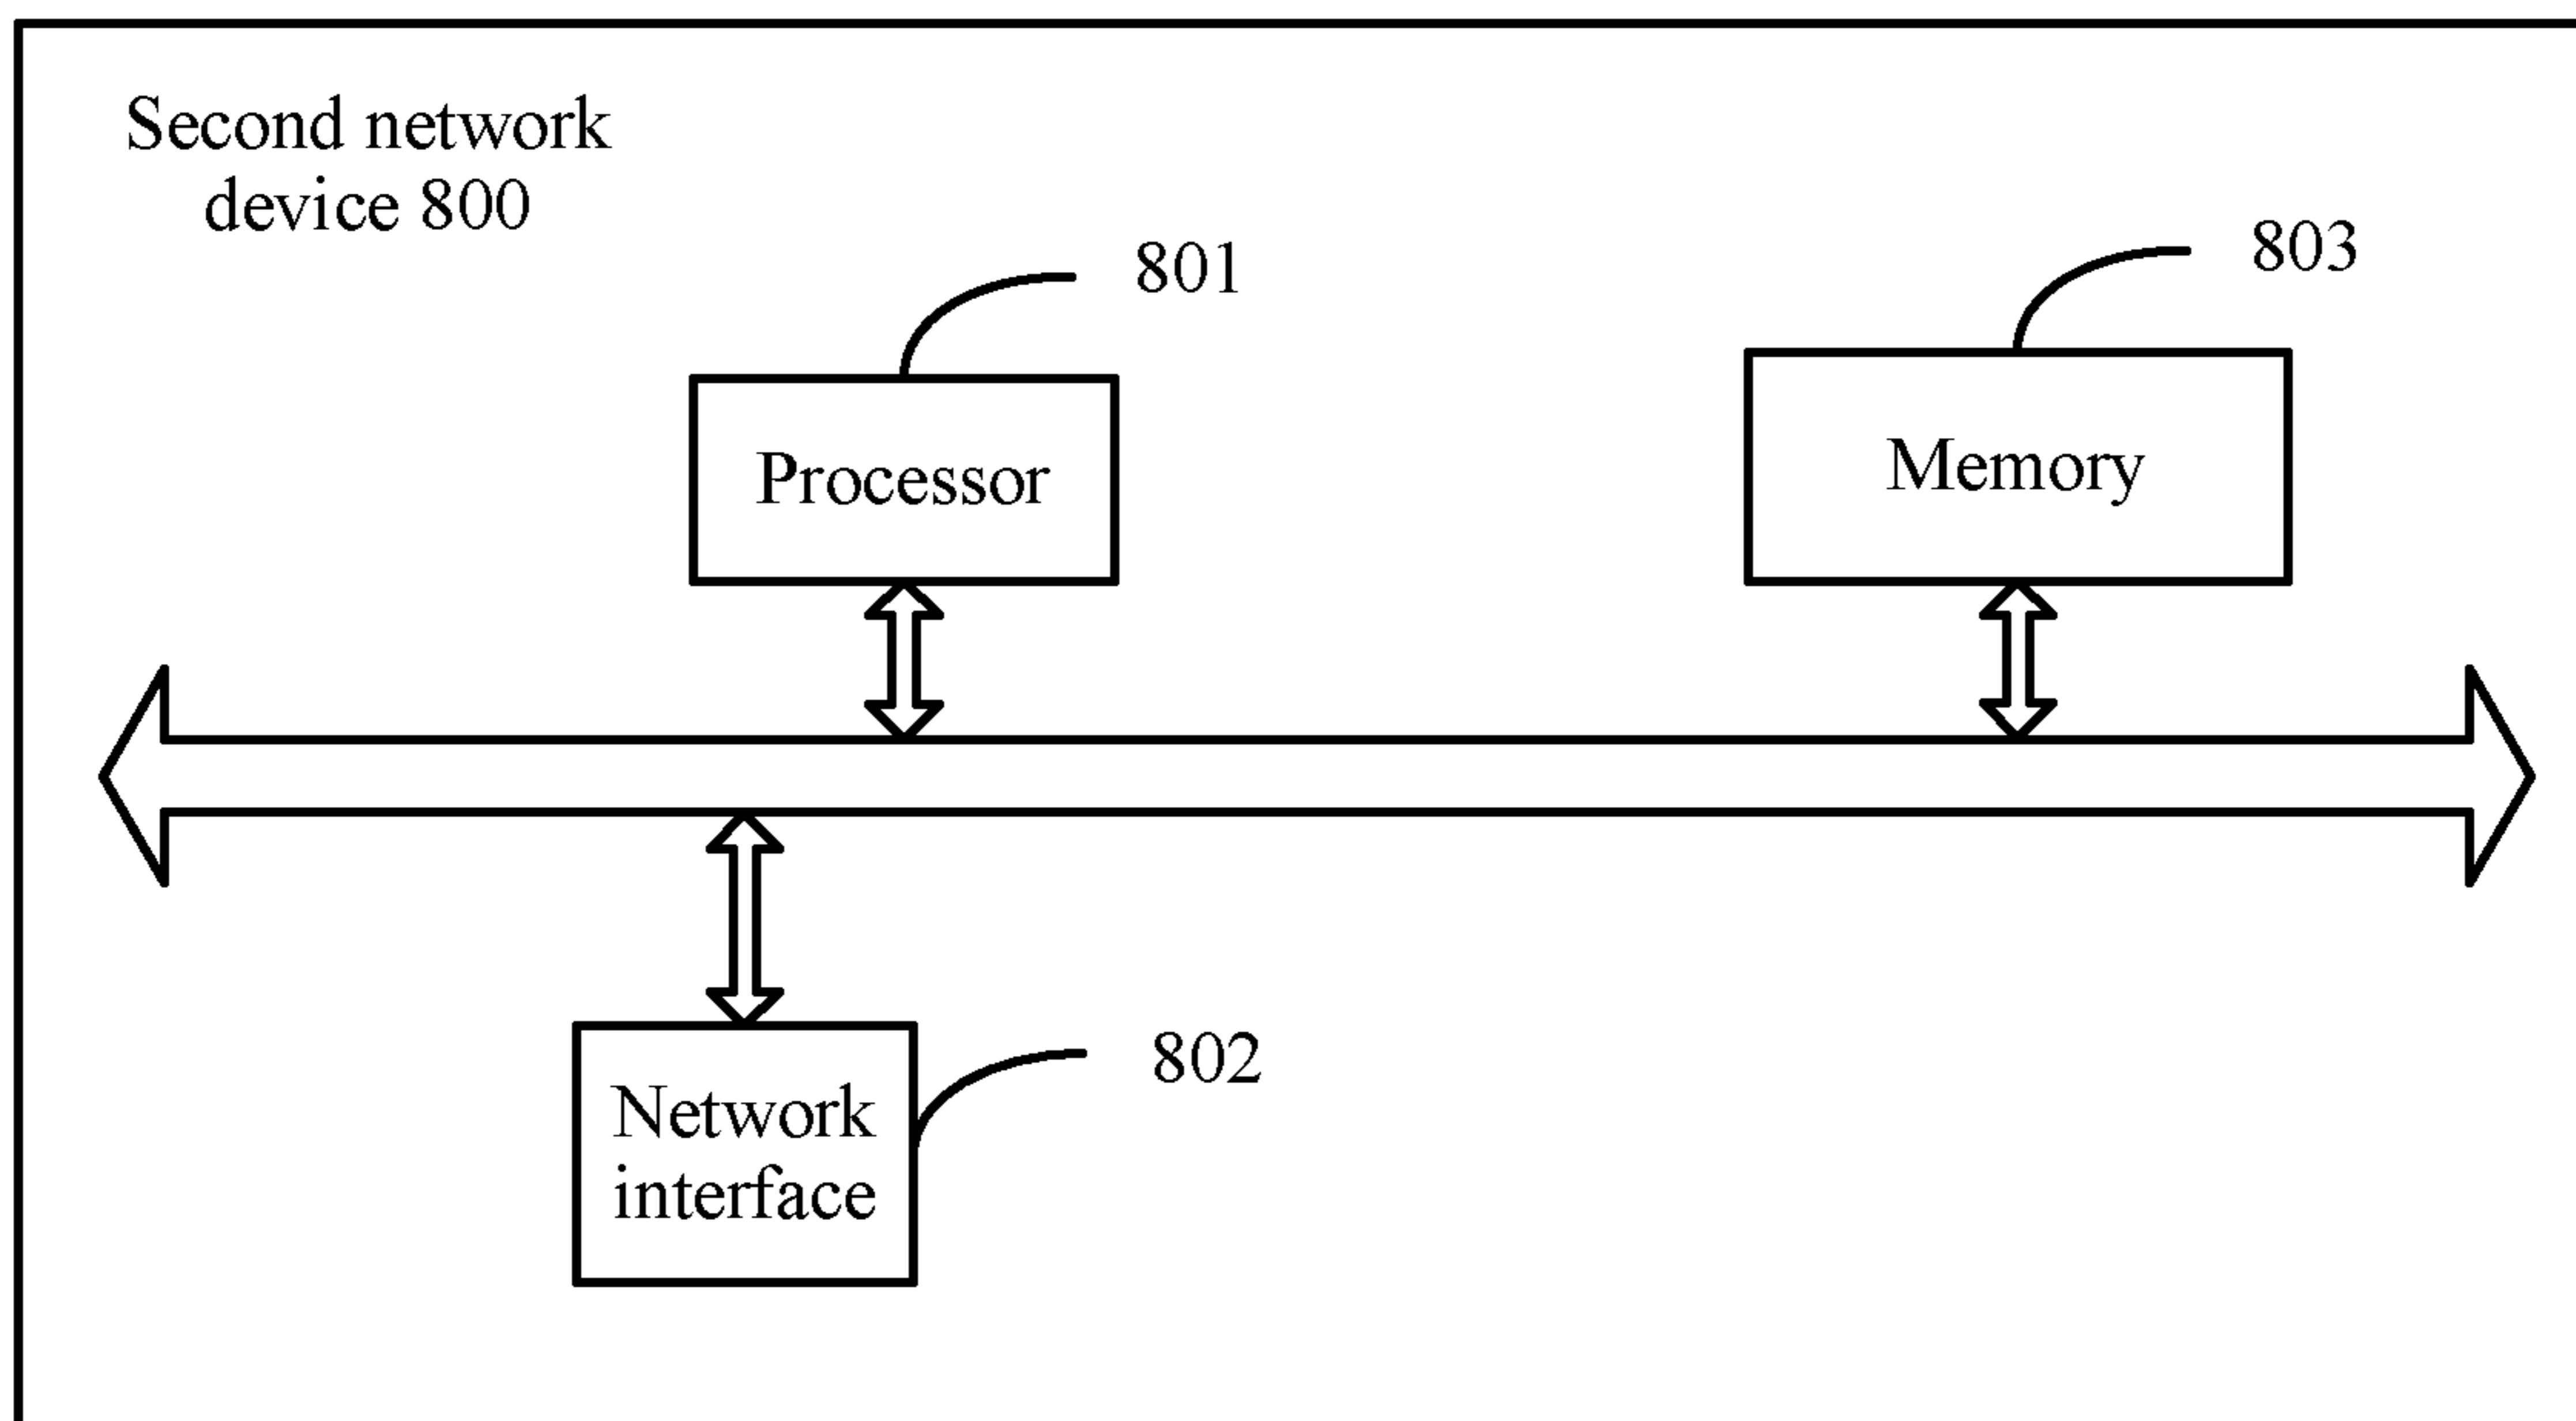 Second network
device 800
801
803
Processor
Memory
802
Network
interface